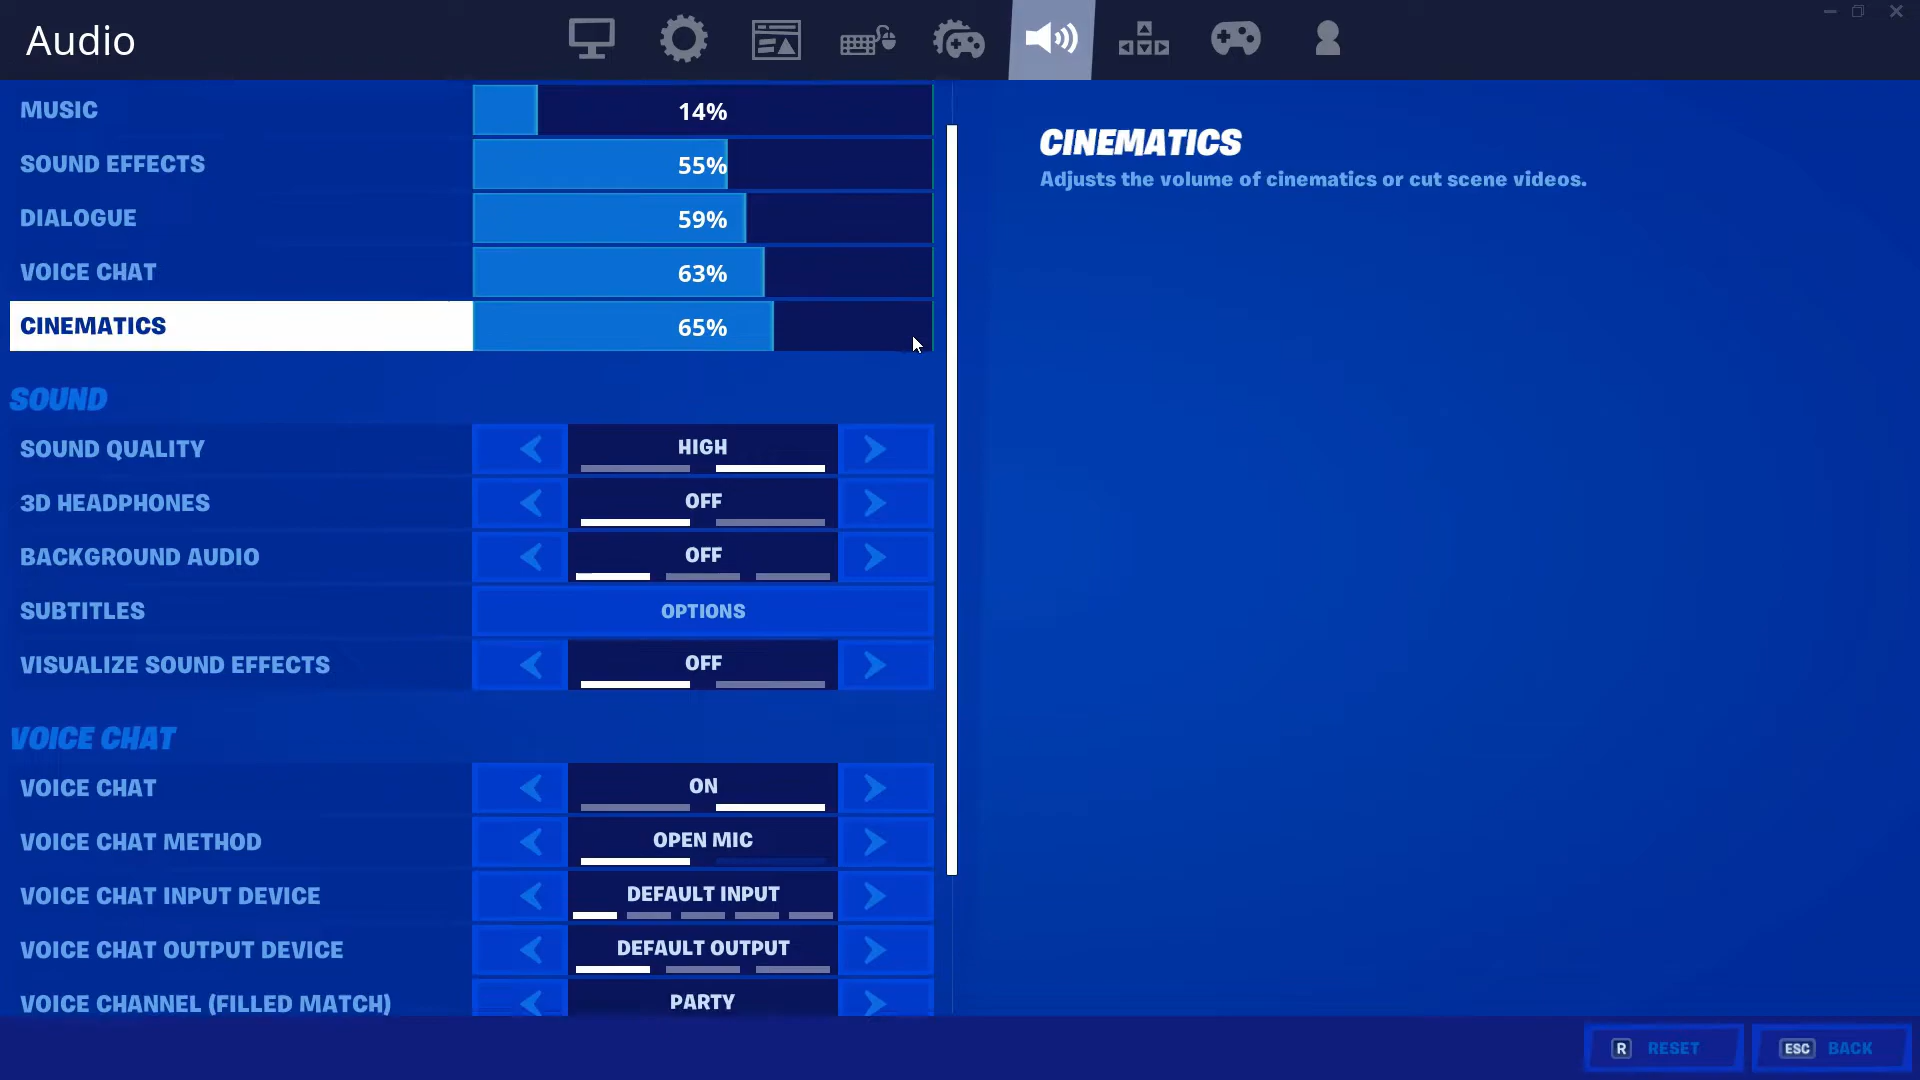 Audio
MUSIC 14%
SOUND EFFECTS 55%
DIALOGUE 59%
VOICE CHAT 63%
CINEMATICS 65%
CINEMATICS
Adjusts the volume of cinematics or cut scene videos.
SOUND
SOUND QUALITY HIGH
3D HEADPHONES OFF
BACKGROUND AUDIO OFF
SUBTITLES OPTIONS
VISUALIZE SOUND EFFECTS OFF
VOICE CHAT
VOICE CHAT ON
VOICE CHAT METHOD OPEN MIC
VOICE CHAT INPUT DEVICE DEFAULT INPUT
VOICE CHAT OUTPUT DEVICE DEFAULT OUTPUT
VOICE CHANNEL (FILLED MATCH) PARTY
R RESET ESC BACK